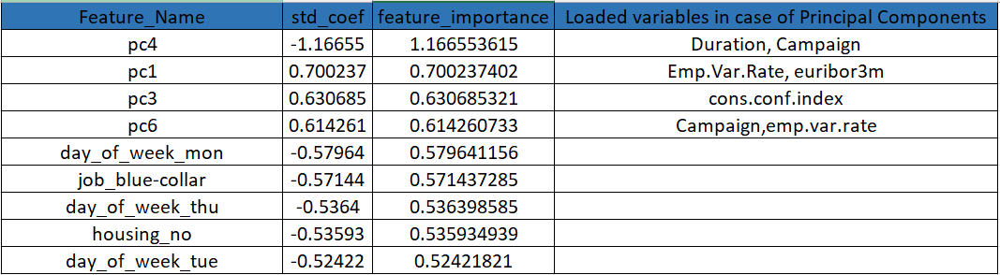 Feature_Name std_coef feature_importance Loaded variables in case of Principal Components
pc4 -1.16655 1.166553615 Duration, Campaign
pc1 0.700237 0.700237402 Emp.Var.Rate, euribor3m
pc3 0.630685 0.630685321 cons.conf.index
pc6 0.614261 0.614260733 Campaign,emp.var.rate
day_of_week_mon -0.57964 0.579641156
job_blue-collar -0.57144 0.571437285
day_of_week_thu -0.5364 0.536398585
housing_no -0.53593 0.535934939
day_of_week_tue -0.52422 0.52421821